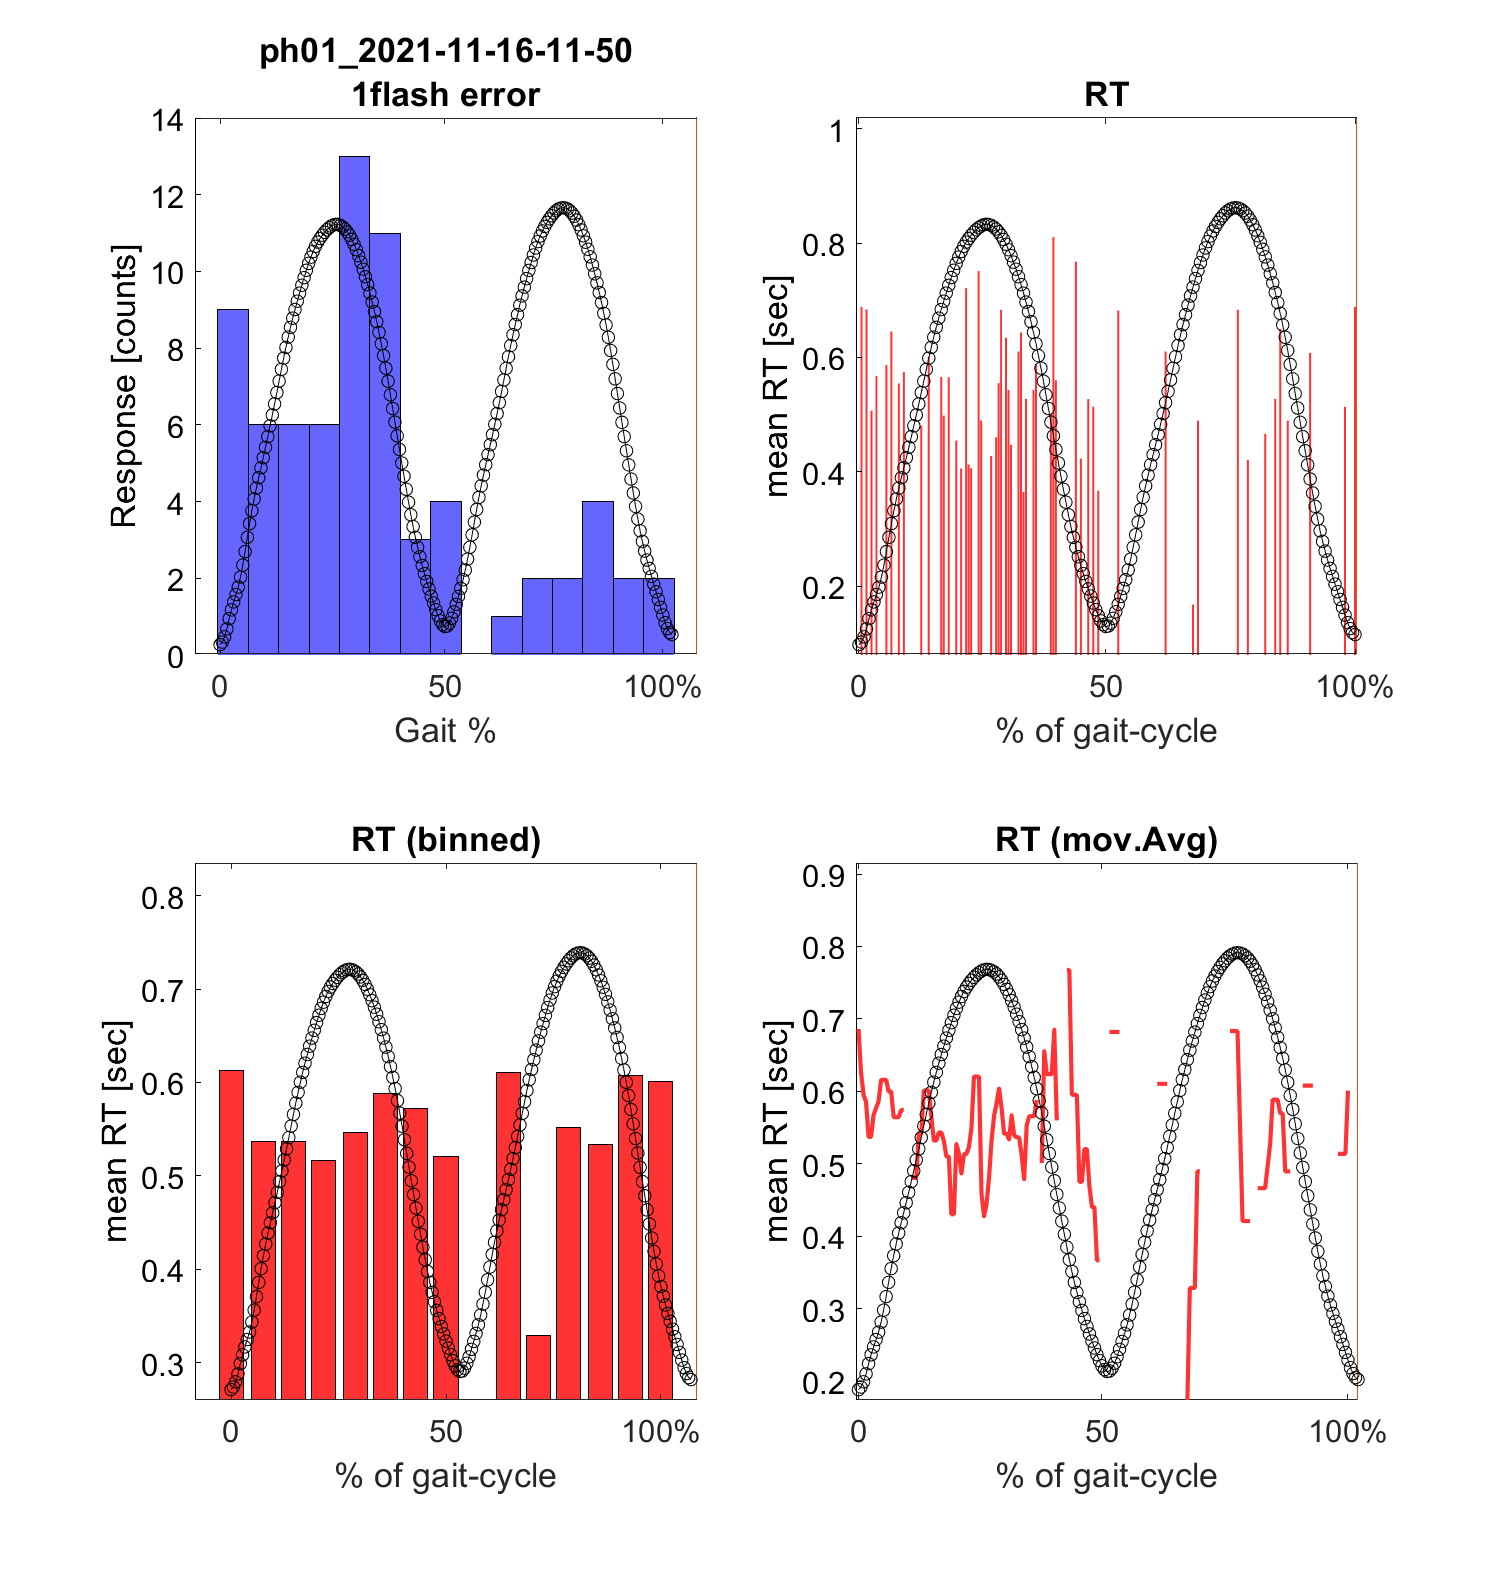 ph01_2021-11-16-11-50
1flash error
14
12
10
8
6
4
2
0
Response [counts]
0 50 100%
Gait %
RT
1
0.8
0.6
0.4
0.2
mean RT [sec]
0 50 100%
% of gait-cycle
RT (binned)
0.8
0.7
0.6
0.5
0.4
0.3
mean RT [sec]
0 50 100%
% of gait-cycle
RT (mov.Avg)
0.9
0.8
0.7
0.6
0.5
0.4
0.3
0.2
mean RT [sec]
0 50 100%
% of gait-cycle